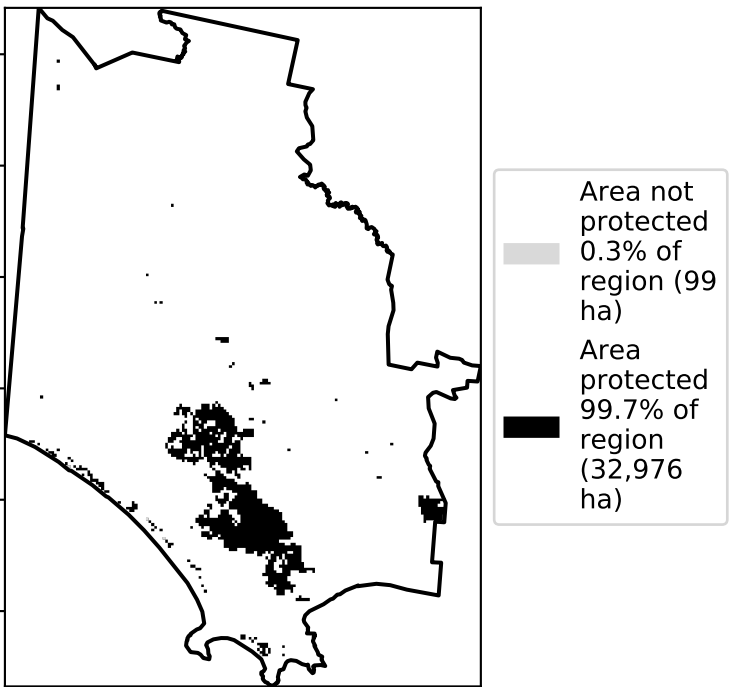 Area not
protected
0.3% of
region (99
ha)
Area
protected
99.7% of
region
(32,976
ha)